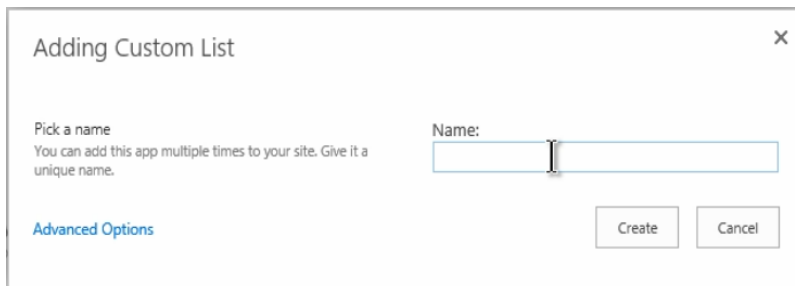 Adding Custom List
Pick a name
You can add this app multiple times to your site. Give it a
unique name.
Name:
Advanced Options
Create
Cancel